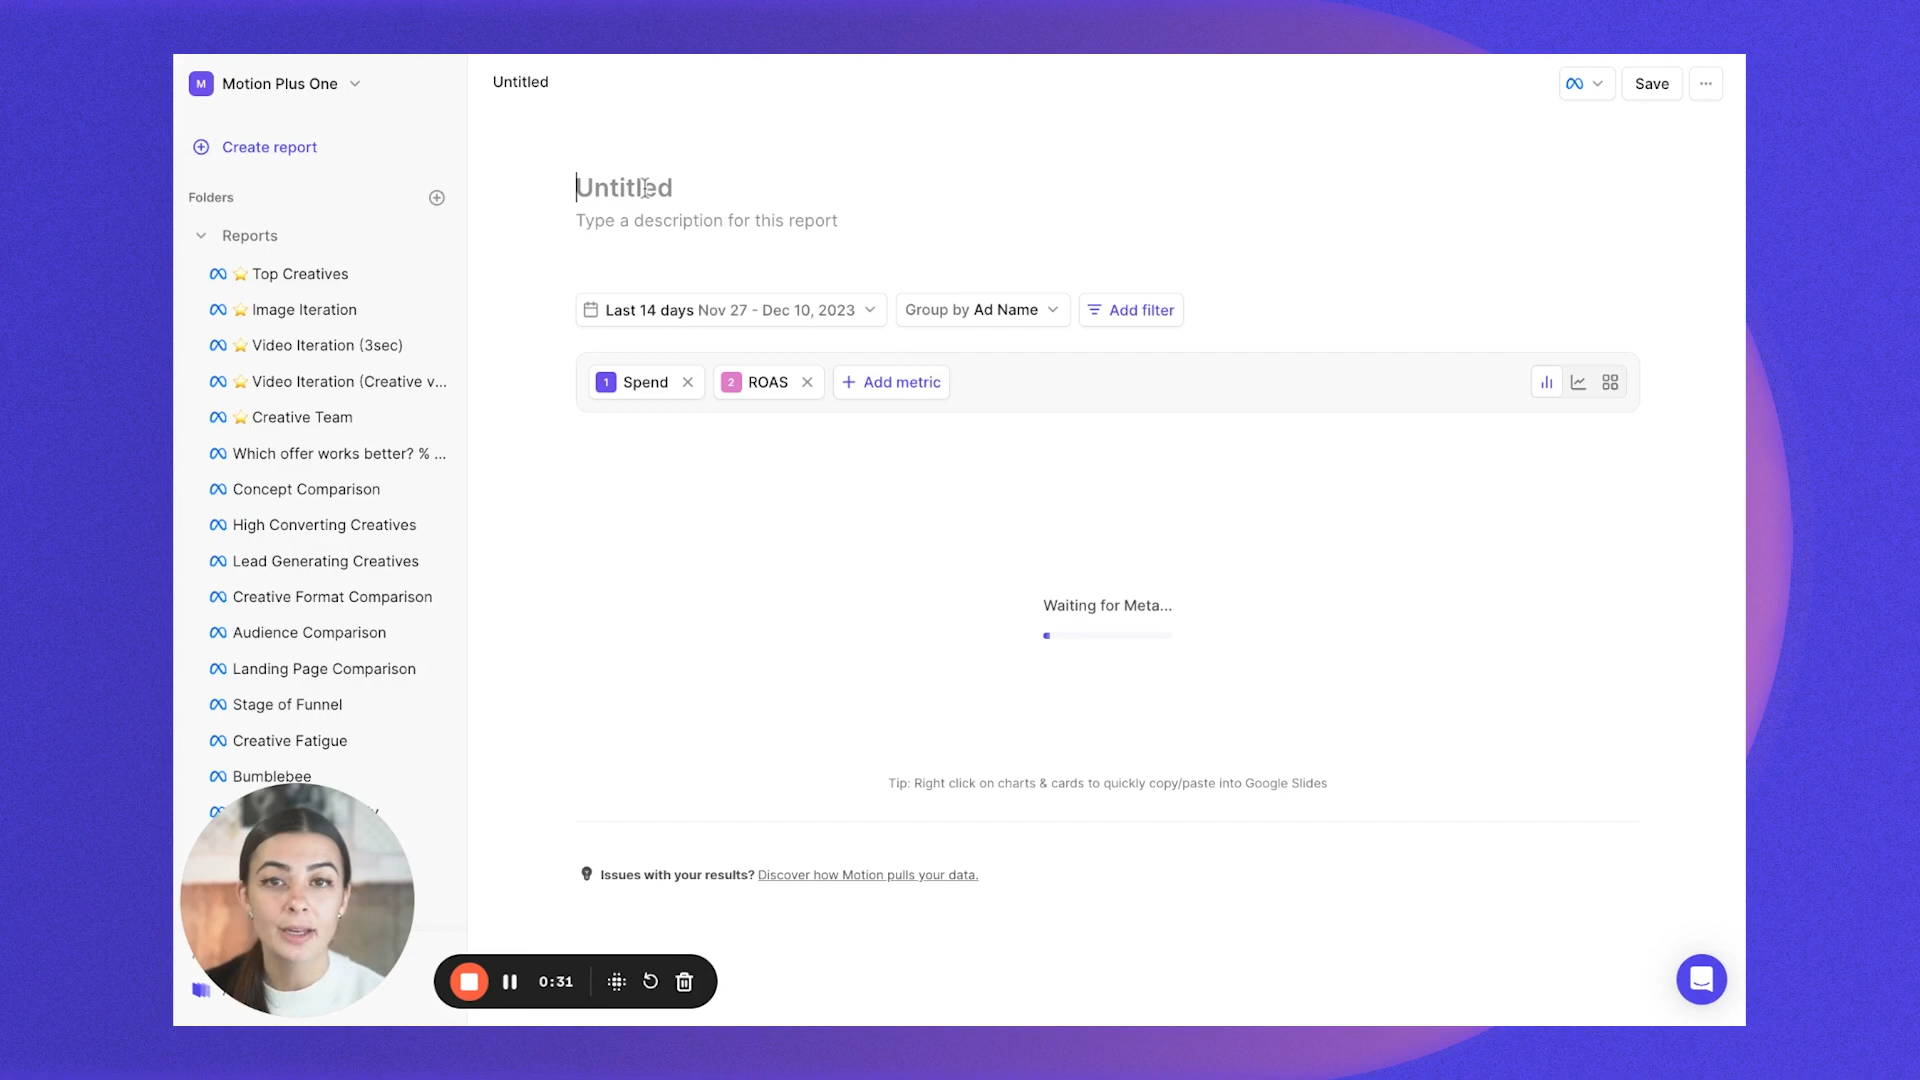 M Motion Plus One
Untitled
Save
Create report
Folders
Reports
⭐ Top Creatives
⭐ Image Iteration
⭐ Video Iteration (3sec)
⭐ Video Iteration (Creative v...
⭐ Creative Team
Which offer works better? % ...
Concept Comparison
High Converting Creatives
Lead Generating Creatives
Creative Format Comparison
Audience Comparison
Landing Page Comparison
Stage of Funnel
Creative Fatigue
Bumblebee
Untitled
Type a description for this report
Last 14 days Nov 27 - Dec 10, 2023
Group by Ad Name
Add filter
1 Spend
2 ROAS
+ Add metric
Waiting for Meta...
Tip: Right click on charts & cards to quickly copy/paste into Google Slides
Issues with your results? Discover how Motion pulls your data.
0:31